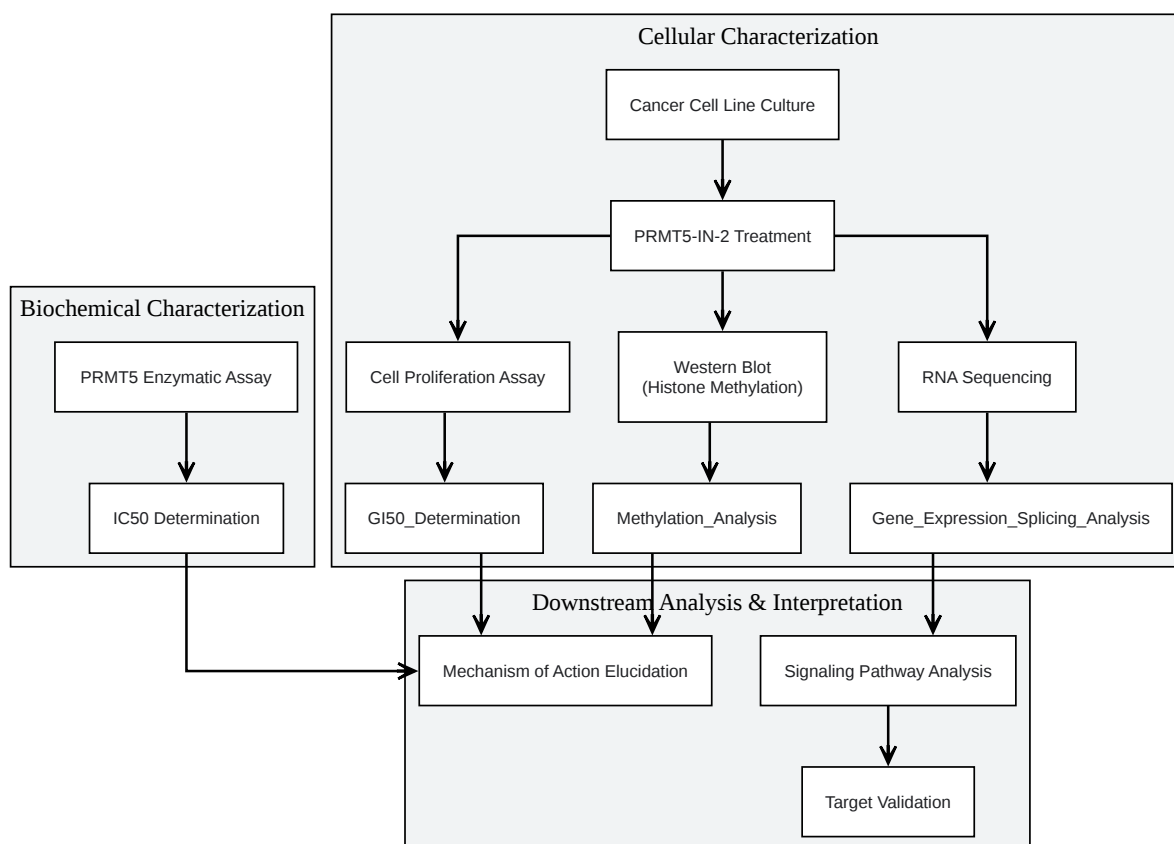 Cellular Characterization
Cancer Cell Line Culture
PRMT5-IN-2 Treatment
Biochemical Characterization
PRMT5 Enzymatic Assay
Cell Proliferation Assay
Western Blot
(Histone Methylation)
RNA Sequencing
IC50 Determination
GI50_Determination
Methylation_Analysis
Gene_Expression_Splicing_Analysis
Downstream Analysis & Interpretation
Mechanism of Action Elucidation
Signaling Pathway Analysis
Target Validation